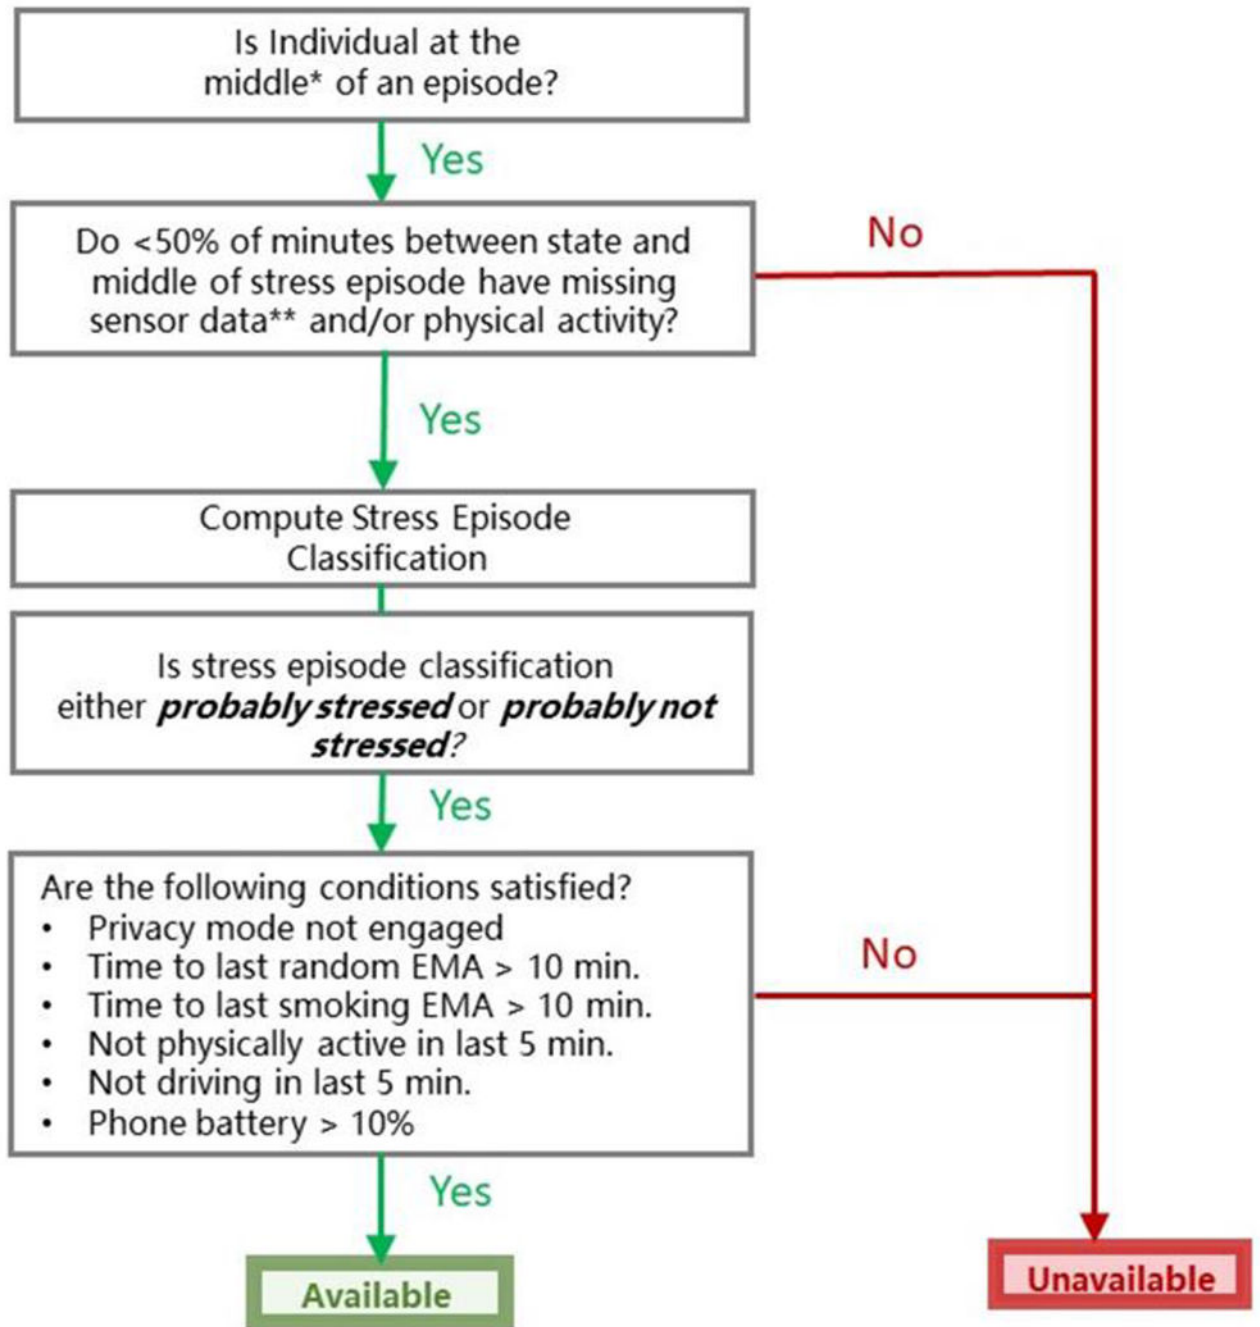 Is Individual at the
middle* of an episode?
Yes
Do <50% of minutes between state and
middle of stress episode have missing
sensor data** and/or physical activity?
No
Yes
Compute Stress Episode
Classification
Is stress episode classification
either probably stressed or probably not
stressed?
Yes
Are the following conditions satisfied?
• Privacy mode not engaged
• Time to last random EMA > 10 min.
• Time to last smoking EMA > 10 min.
• Not physically active in last 5 min.
• Not driving in last 5 min.
• Phone battery > 10%
No
Yes
Available
Unavailable